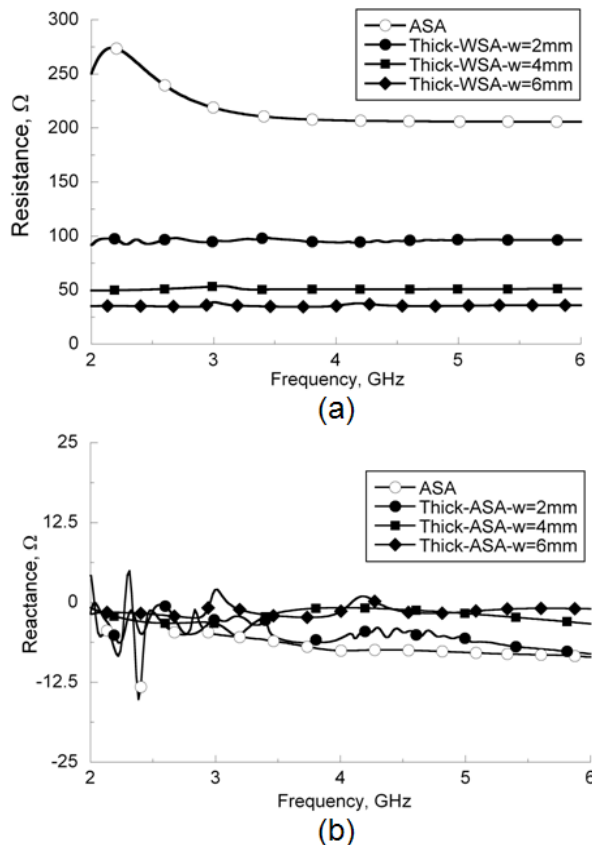 300
250
200
150
100
50
0
Resistance, Ω
ASA
Thick-WSA-w=2mm
Thick-WSA-w=4mm
Thick-WSA-w=6mm
2 3 4 5 6
Frequency, GHz
(a)
25
12.5
0
-12.5
-25
Reactance, Ω
ASA
Thick-ASA-w=2mm
Thick-ASA-w=4mm
Thick-ASA-w=6mm
2 3 4 5 6
Frequency, GHz
(b)